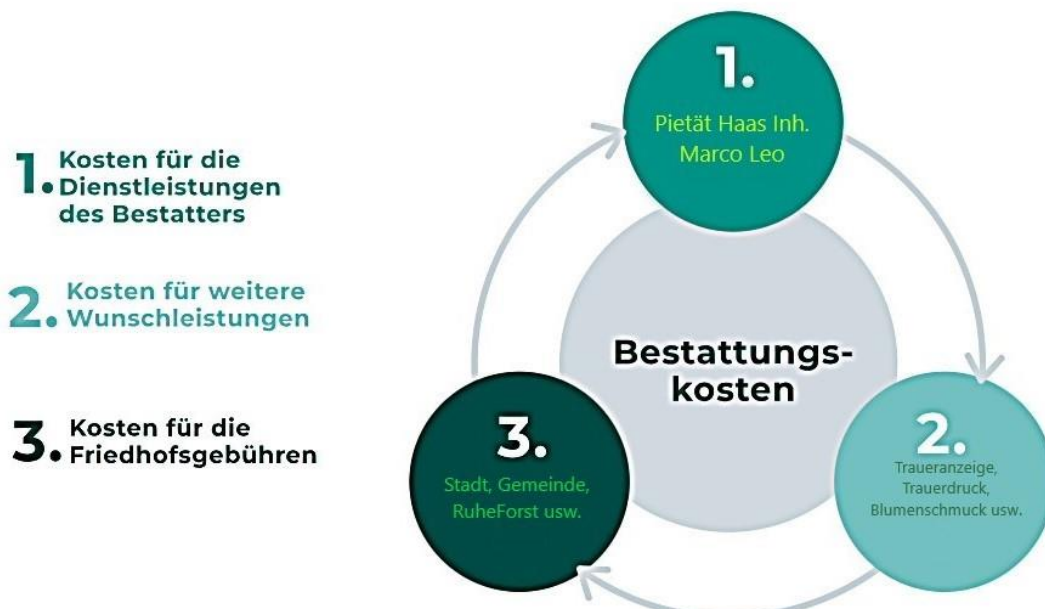 1. Kosten für die
Dienstleistungen
des Bestatters
2. Kosten für weitere
Wunschleistungen
3. Kosten für die
Friedhofsgebühren
1.
Pietät Haas Inh.
Marco Leo
Bestattungs-
kosten
2.
Traueranzeige,
Trauerdruck,
Blumenschmuck usw.
3.
Stadt, Gemeinde,
RuheForst usw.